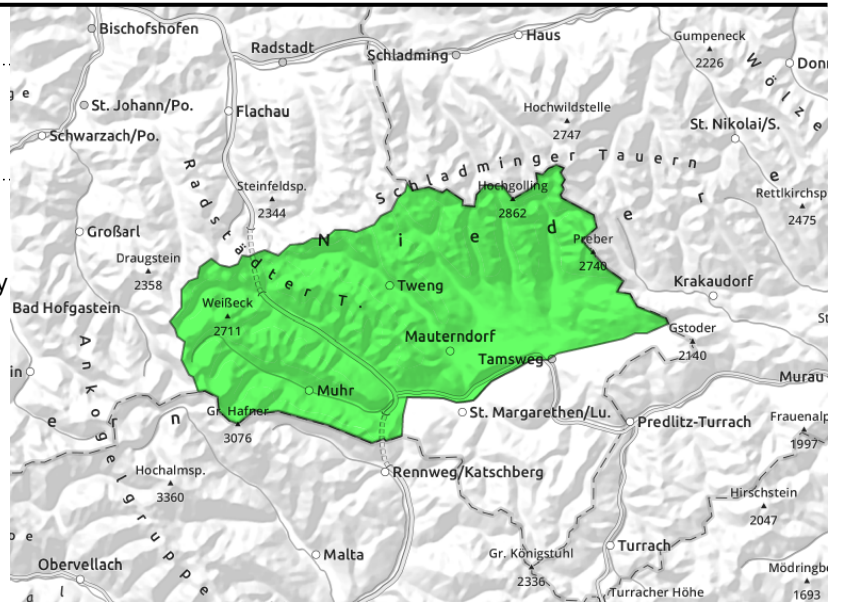 Bischofshofen
Haus
Radstadt
Schladming
Gumpeneck
2226
Wölze
g e
St. Johann/Po.
Flachau
Hochwildstelle
2747
St. Nikolai/S.
Schwarzach/Po.
Schladminger Tauern
Steinfeldsp.
2344
Hochgolling
2862
Rettlkirchsp
2475
Radstädter T.
Niedere
Großarl
Preber
2740
Draugstein
2358
y
Tweng
Krakaudorf
Bad Hofgastein
Weißeck
2711
Gstoder
2140
Mauterndorf
Tamsweg
in
Muhr
Murau
Gr. Hafner
3076
St. Margarethen/Lu.
Predlitz-Turrach
Frauenalp
1997
Ankogelgruppe
e r n
Hochalmsp.
3360
Rennweg/Katschberg
Hirschstein
2047
Malta
Gr. Königstuhl
2336
Turrach
Obervellach
Mödringbe
1693
Turracher Höhe